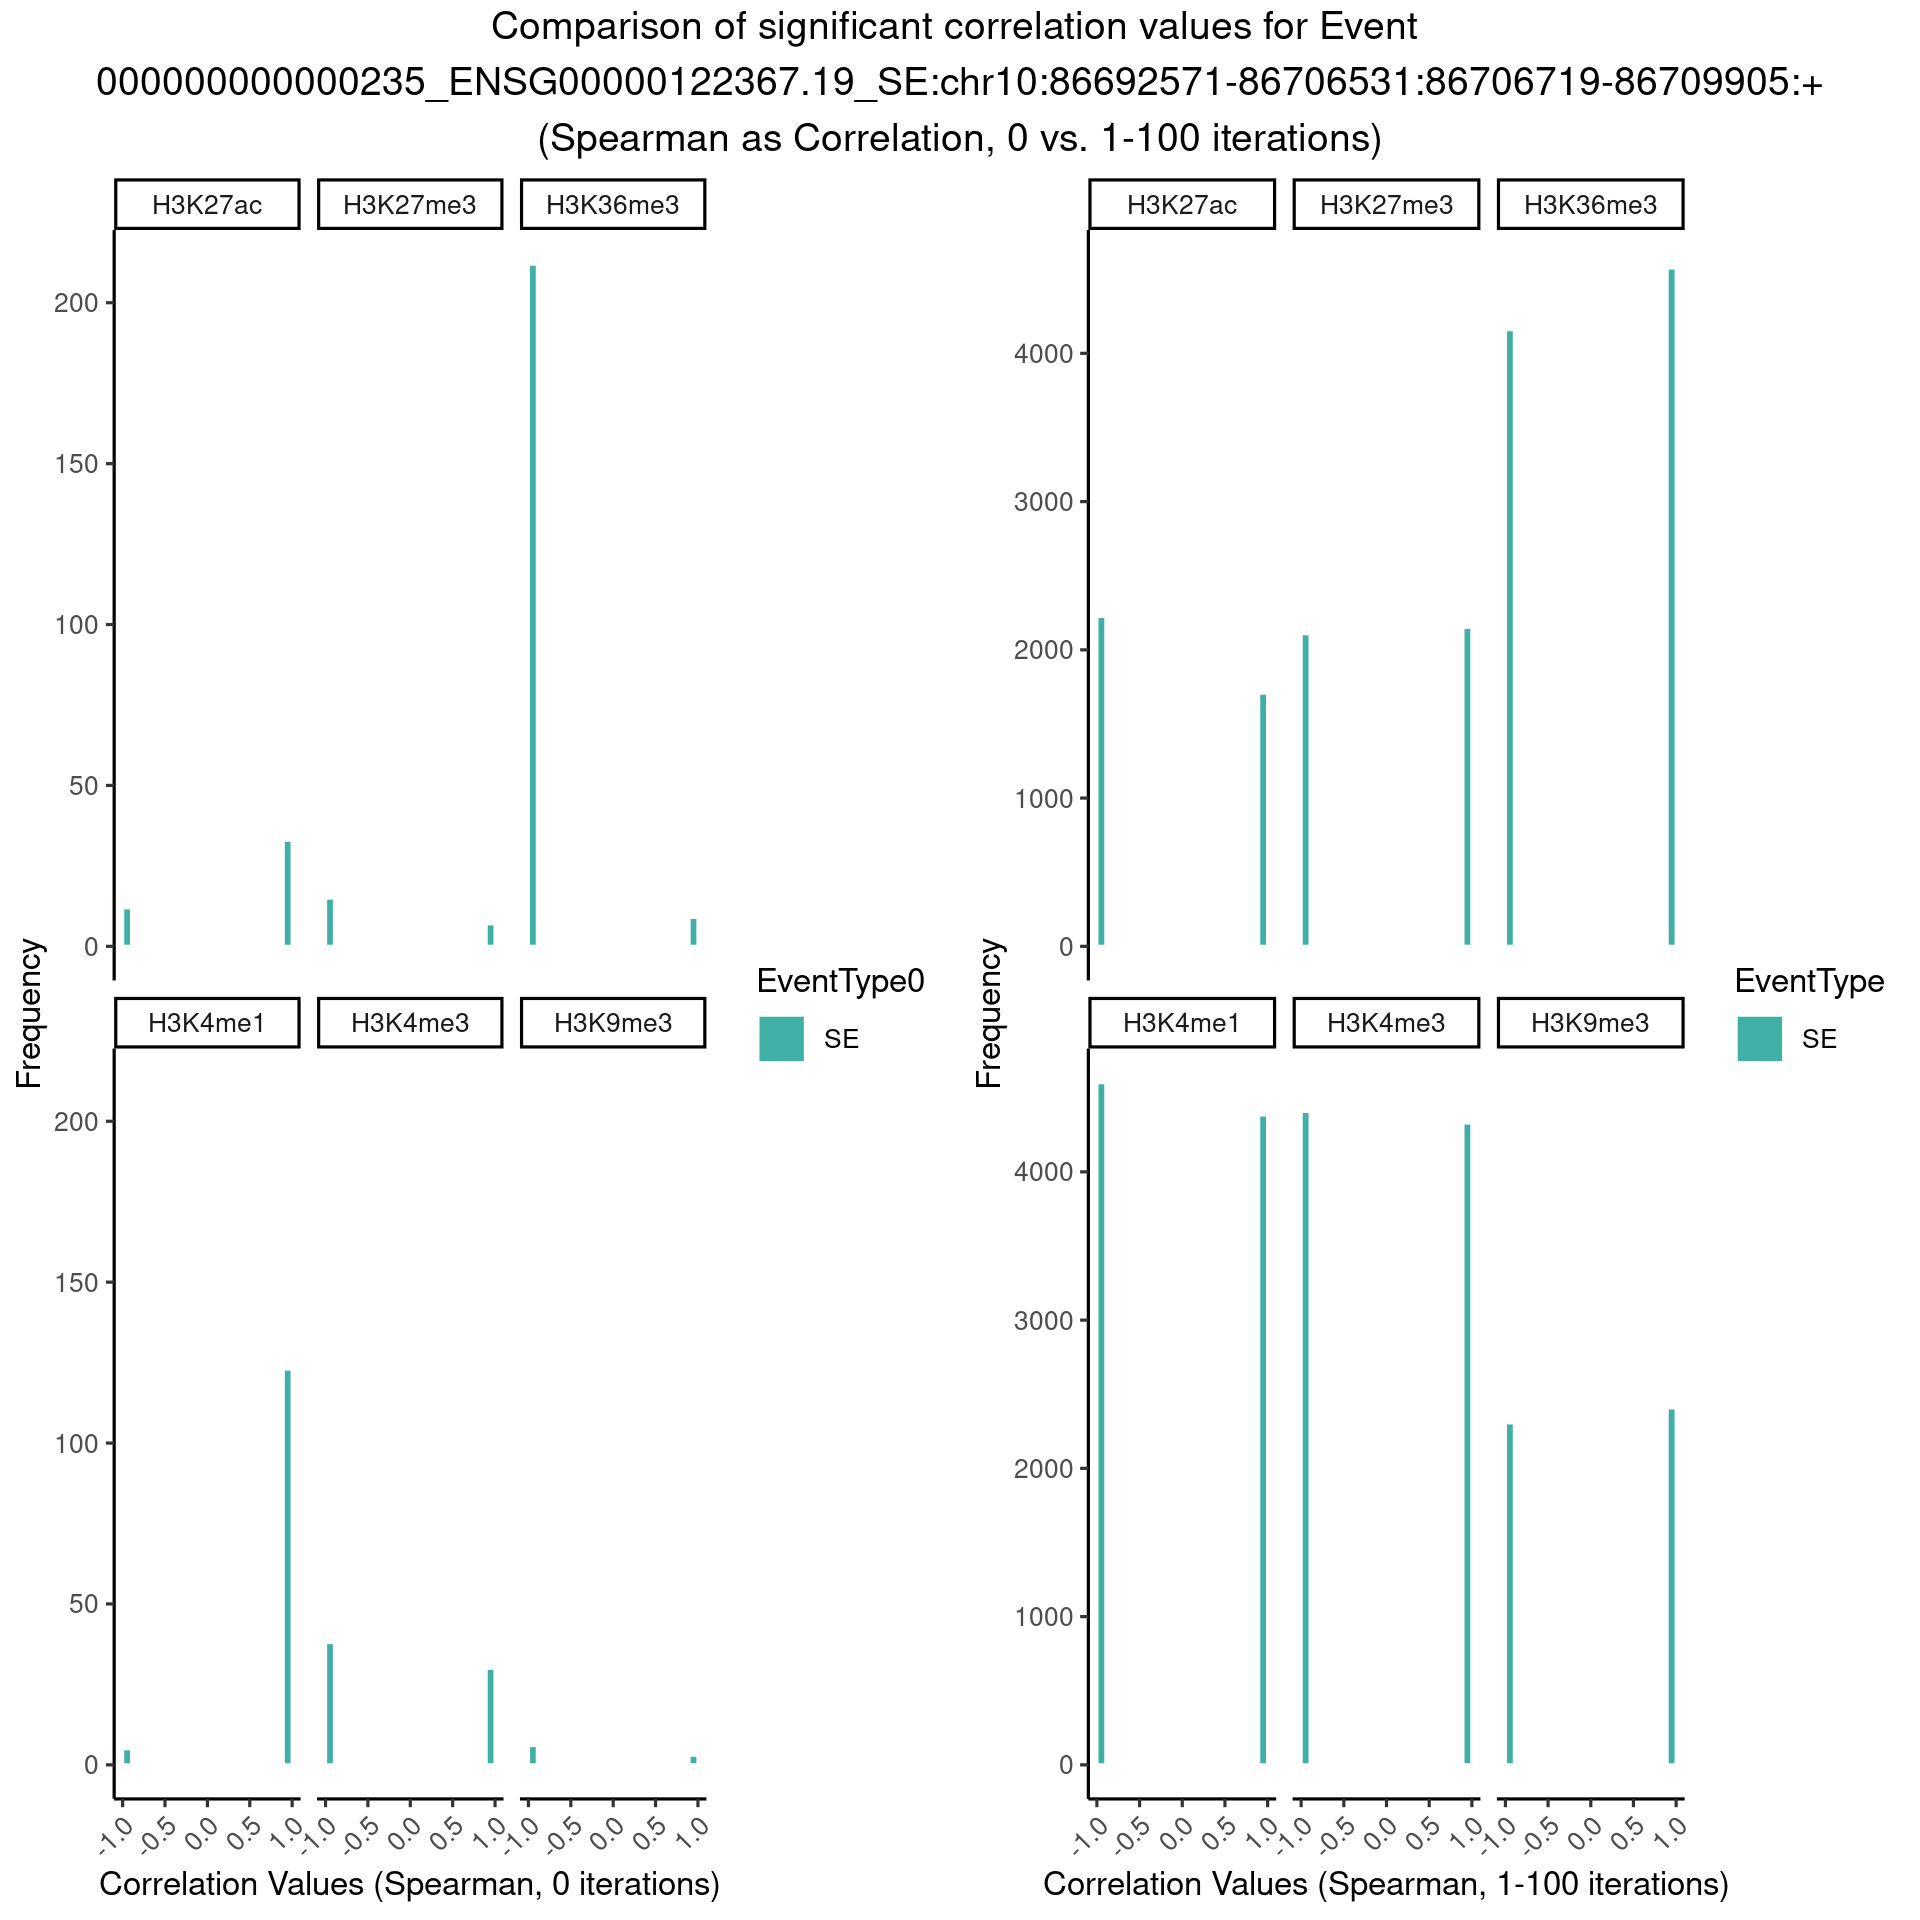 Comparison of significant correlation values for Event
000000000000235_ENSG00000122367.19_SE:chr10:86692571-86706531:86706719-86709905:+
(Spearman as Correlation, 0 vs. 1-100 iterations)
H3K27ac H3K27me3 H3K36me3
200
150
100
50
0
H3K4me1 H3K4me3 H3K9me3
200
150
100
50
0
-1.0 -0.5 0.0 0.5 1.0 -1.0 -0.5 0.0 0.5 1.0 -1.0 -0.5 0.0 0.5 1.0
Frequency
Correlation Values (Spearman, 0 iterations)
EventType0
SE
H3K27ac H3K27me3 H3K36me3
4000
3000
2000
1000
0
H3K4me1 H3K4me3 H3K9me3
4000
3000
2000
1000
0
-1.0 -0.5 0.0 0.5 1.0 -1.0 -0.5 0.0 0.5 1.0 -1.0 -0.5 0.0 0.5 1.0
Frequency
Correlation Values (Spearman, 1-100 iterations)
EventType
SE